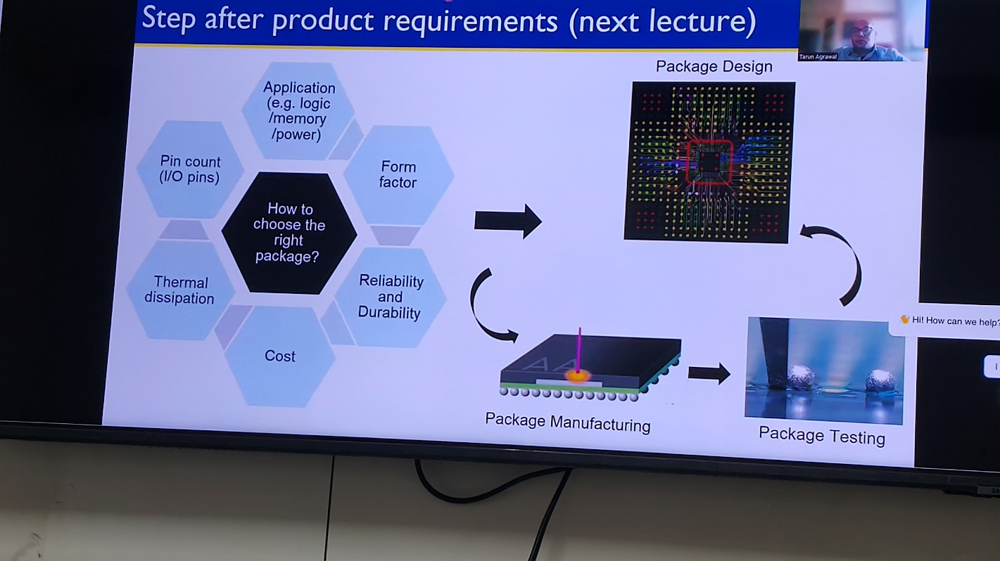 Step after product requirements (next lecture)
Tarun Agrawal
Package Design
Application
(e.g. logic
/memory
/power)
Pin count
(I/O pins)
Form
factor
How to
choose the
right
package?
Thermal
dissipation
Reliability
and
Durability
Cost
AA
Package Manufacturing
Package Testing
👋 Hi! How can we help?
I